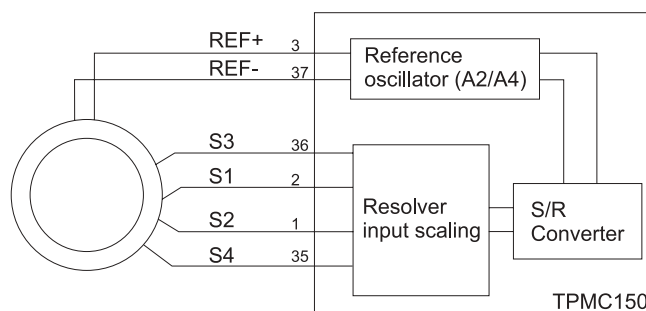 REF+ 3
REF- 37
Reference
oscillator (A2/A4)
S3 36
S1 2
S2 1
S4 35
Resolver
input scaling
S/R
Converter
TPMC150